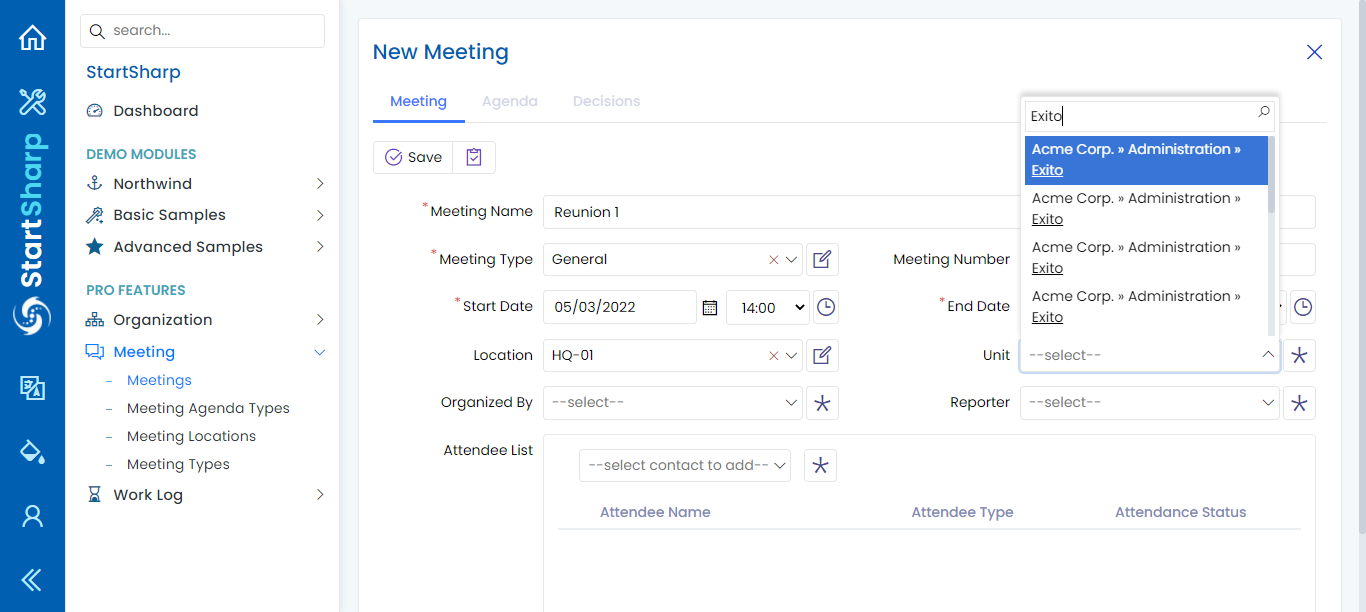 search...
StartSharp
Dashboard
DEMO MODULES
Northwind
Basic Samples
Advanced Samples
PRO FEATURES
Organization
Meeting
Meetings
Meeting Agenda Types
Meeting Locations
Meeting Types
Work Log
StartSharp
New Meeting
Meeting Agenda Decisions
Save
*Meeting Name Reunion 1
*Meeting Type General
Meeting Number
*Start Date 05/03/2022 14:00
*End Date
Location HQ-01
Unit --select--
Exito
Acme Corp. » Administration »
Exito
Acme Corp. » Administration »
Exito
Acme Corp. » Administration »
Exito
Acme Corp. » Administration »
Exito
Organized By --select--
Reporter --select--
Attendee List
--select contact to add--
Attendee Name Attendee Type Attendance Status